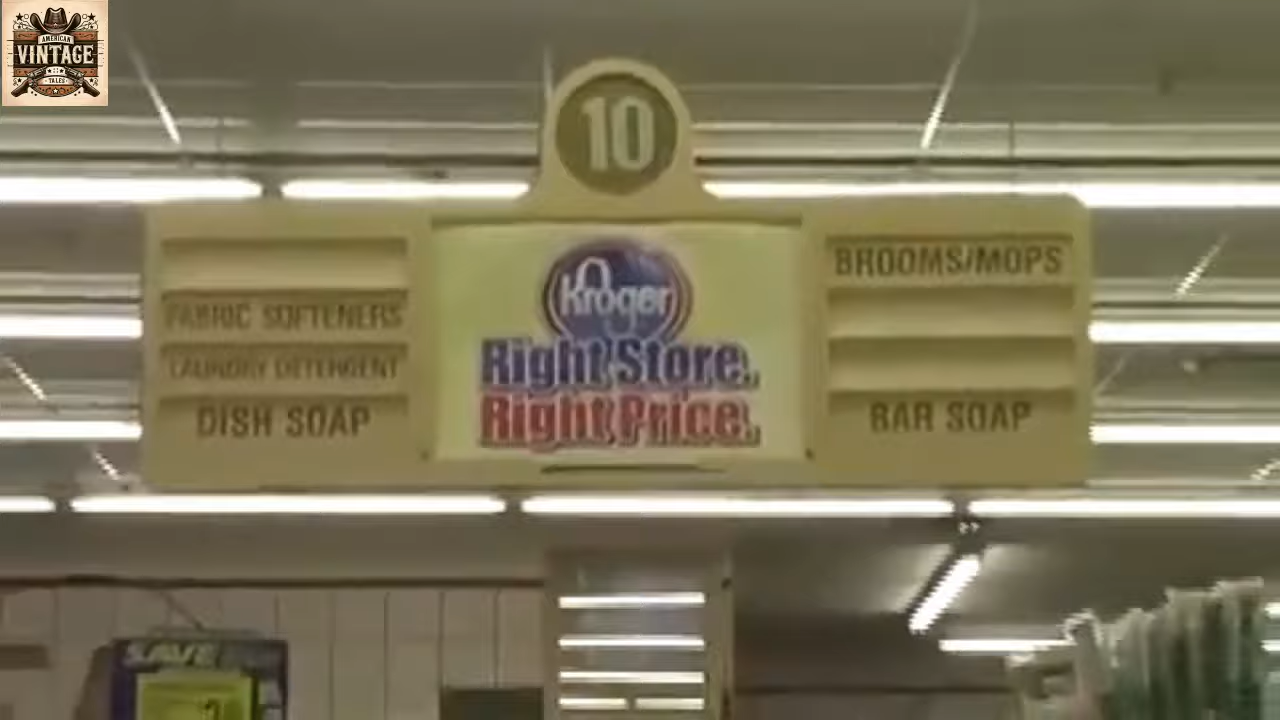 AMERICAN
VINTAGE
TALES
10
FABRIC SOFTENERS
LAUNDRY DETERGENT
DISH SOAP
Kroger
Right Store.
Right Price.
BROOMS/MOPS
BAR SOAP
SAVE